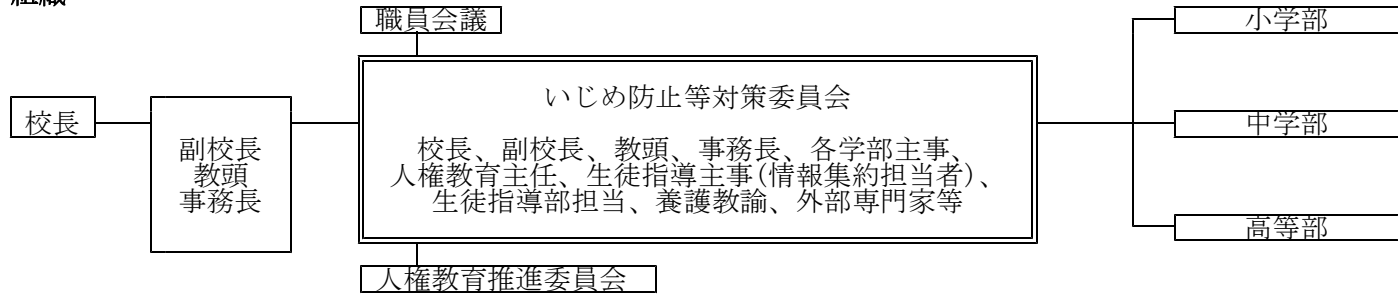 組織
職員会議
小学部
いじめ防止等対策委員会
校長
中学部
副校長
教頭
事務長
校長、副校長、教頭、事務長、各学部主事、
人権教育主任、生徒指導主事(情報集約担当者)、
生徒指導部担当、養護教諭、外部専門家等
高等部
人権教育推進委員会